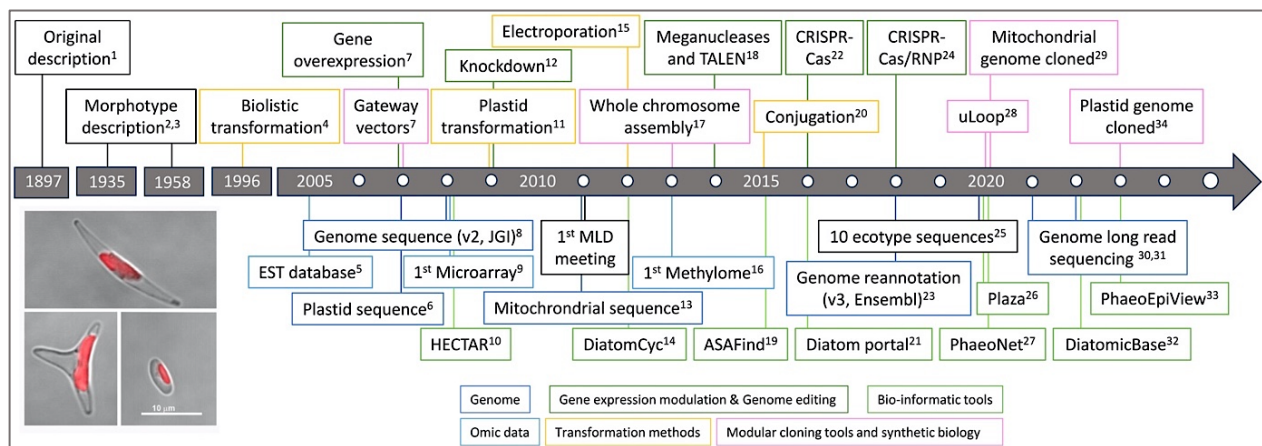 Original
description1
Morphotype
description2,3
Biolistic
transformation4
Gene
overexpression7
Gateway
vectors7
Knockdown12
Plastid
transformation11
Electroporation15
Whole chromosome
assembly17
Meganucleases
and TALEN18
Conjugation20
CRISPR-
Cas22
CRISPR-
Cas/RNP24
Mitochondrial
genome cloned29
uLoop28
Plastid genome
cloned34
1897
1935
1958
1996
2005
2010
2015
2020
Genome sequence (v2, JGI)8
EST database5
1st Microarray9
Plastid sequence6
HECTAR10
1st MLD
meeting
Mitochrondrial sequence13
DiatomCyc14
1st Methylome16
ASAFind19
10 ecotype sequences25
Genome reannotation
(v3, Ensembl)23
Diatom portal21
Plaza26
PhaeoNet27
Genome long read
sequencing 30,31
PhaeoEpiView33
DiatomicBase32
10 µm
Genome
Gene expression modulation & Genome editing
Bio-informatic tools
Omic data
Transformation methods
Modular cloning tools and synthetic biology